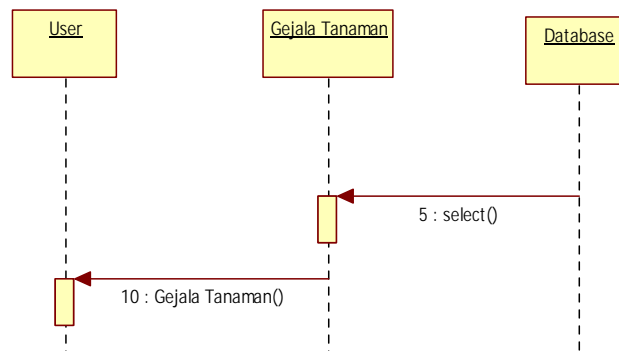 User
Gejala Tanaman
Database
5 : select()
10 : Gejala Tanaman()